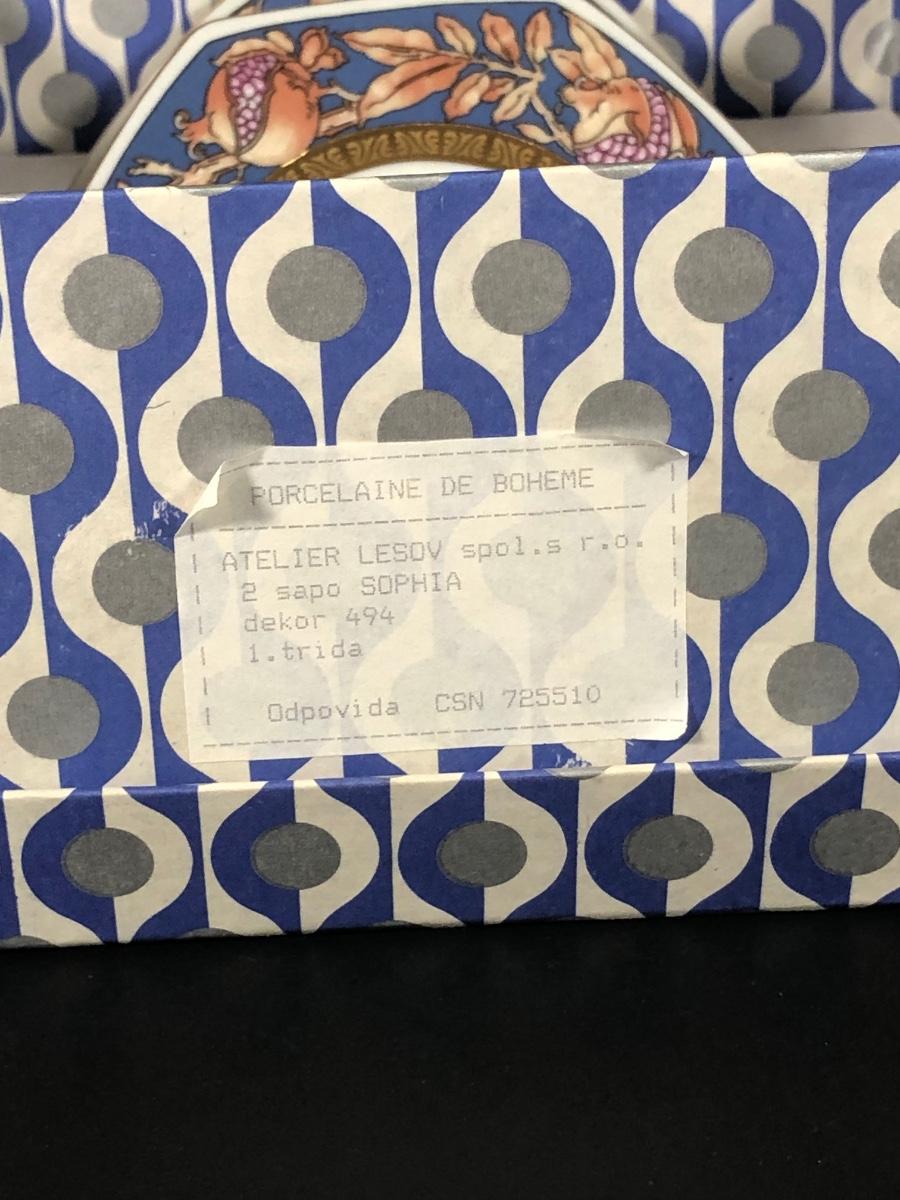 PORCELAINE DE BOHEME
ATELIER LESOV spol.s r.o.
2 sapo SOPHIA
dekor 494
1.trida
Odpovida CSN 725510